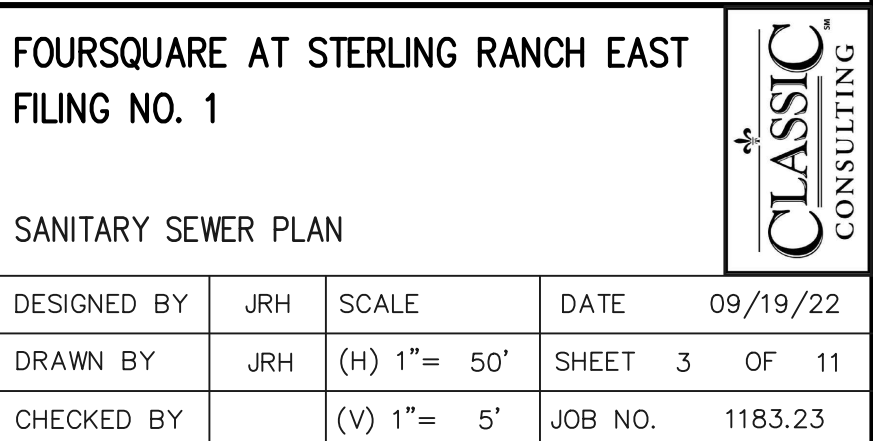 FOURSQUARE AT STERLING RANCH EAST
FILING NO. 1
SANITARY SEWER PLAN
CLASSIC SM
CONSULTING
DESIGNED BY JRH SCALE DATE 09/19/22
DRAWN BY JRH (H) 1"= 50' SHEET 3 OF 11
CHECKED BY (V) 1"= 5' JOB NO. 1183.23